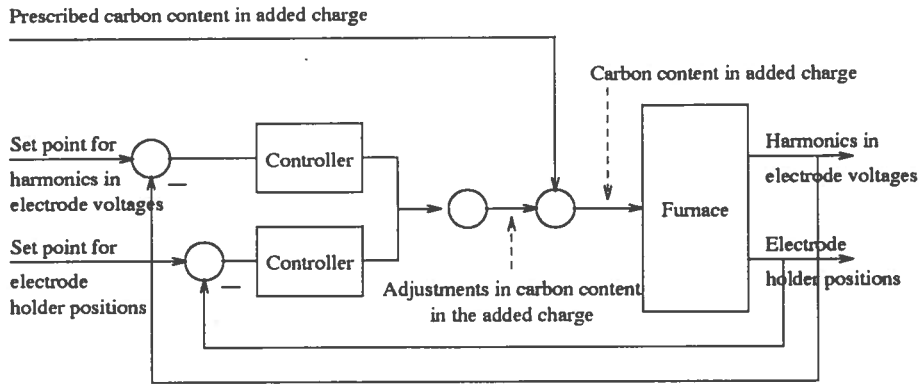 Prescribed carbon content in added charge
Carbon content in added charge
Set point for
harmonics in
electrode voltages
Controller
Harmonics in
electrode voltages
Furnace
Set point for
electrode
holder positions
Controller
Electrode
holder positions
Adjustments in carbon content
in the added charge